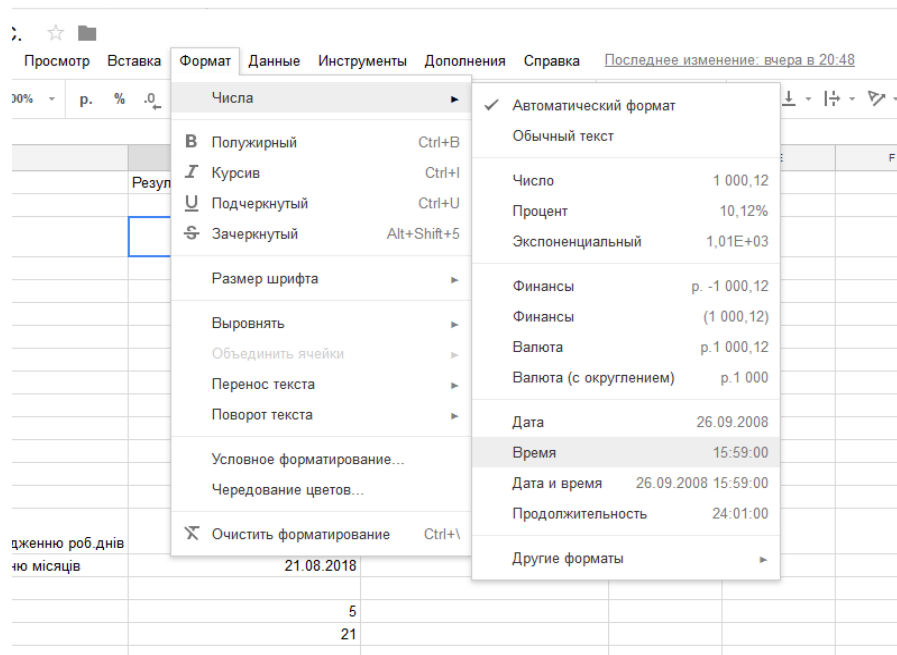 Просмотр Вставка Формат Данные Инструменты Дополнения Справка Последнее изменение: вчера в 20:48
00% р. % .0
Числа
Полужирный Ctrl+B
Курсив Ctrl+I
Подчеркнутый Ctrl+U
Зачеркнутый Alt+Shift+5
Размер шрифта
Выровнять
Объединить ячейки
Перенос текста
Поворот текста
Условное форматирование...
Чередование цветов...
Очистить форматирование Ctrl+\
Автоматический формат
Обычный текст
Число 1 000,12
Процент 10,12%
Экспоненциальный 1,01E+03
Финансы р. -1 000,12
Финансы (1 000,12)
Валюта р.1 000,12
Валюта (с округлением) р.1 000
Дата 26.09.2008
Время 15:59:00
Дата и время 26.09.2008 15:59:00
Продолжительность 24:01:00
Другие форматы
F
Резул
дженню роб.днів
ню місяців 21.08.2018
5
21